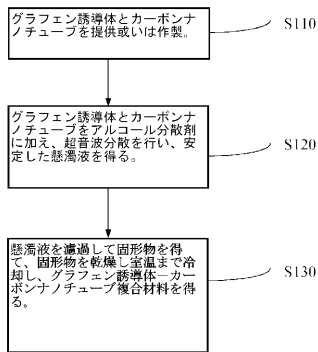 グラフェン誘導体とカーボンナ
ノチューブを提供或いは作製。
S110
グラフェン誘導体とカーボンナ
ノチューブをアルコール分散剤
に加え、超音波分散を行い、安
定した懸濁液を得る。
S120
懸濁液を濾過して固形物を得
て、固形物を乾燥し室温まで冷
却し、グラフェン誘導体－カー
ボンナノチューブ複合材料を得
る。
S130